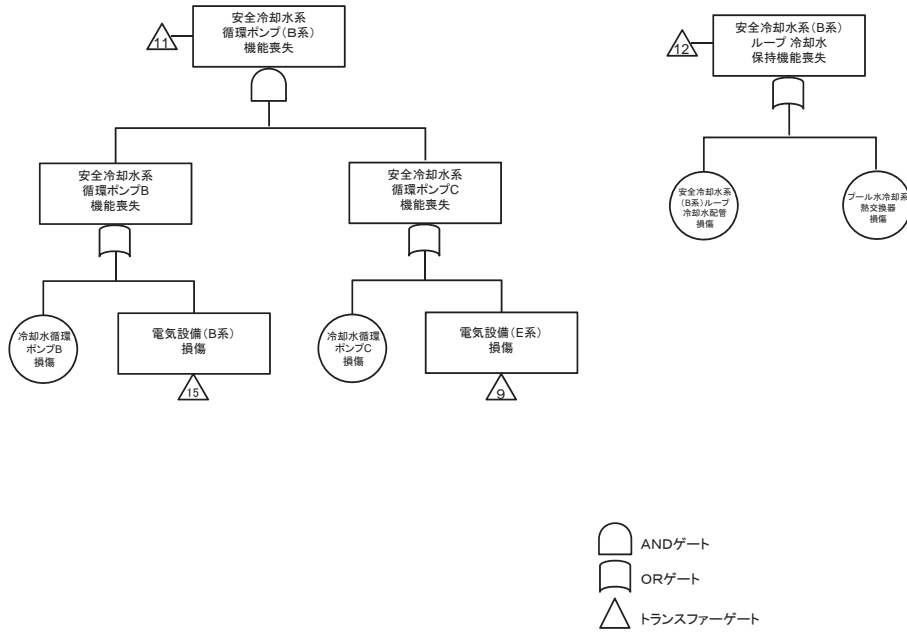 11
安全冷却水系
循環ポンプ(B系)
機能喪失
安全冷却水系
循環ポンプB
機能喪失
冷却水循環
ポンプB
損傷
電気設備(B系)
損傷
15
安全冷却水系
循環ポンプC
機能喪失
冷却水循環
ポンプC
損傷
電気設備(E系)
損傷
9
12
安全冷却水系(B系)
ループ 冷却水
保持機能喪失
安全冷却水系
(B系)ループ
冷却水配管
損傷
プール水冷却系
熱交換器
損傷
ANDゲート
ORゲート
トランスファーゲート